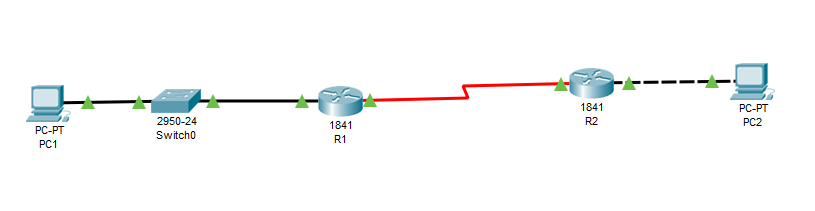 PC-PT
PC1
2950-24
Switch0
1841
R1
1841
R2
PC-PT
PC2